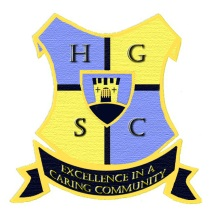 H G
S C
EXCELLENCE IN A
CARING COMMUNITY